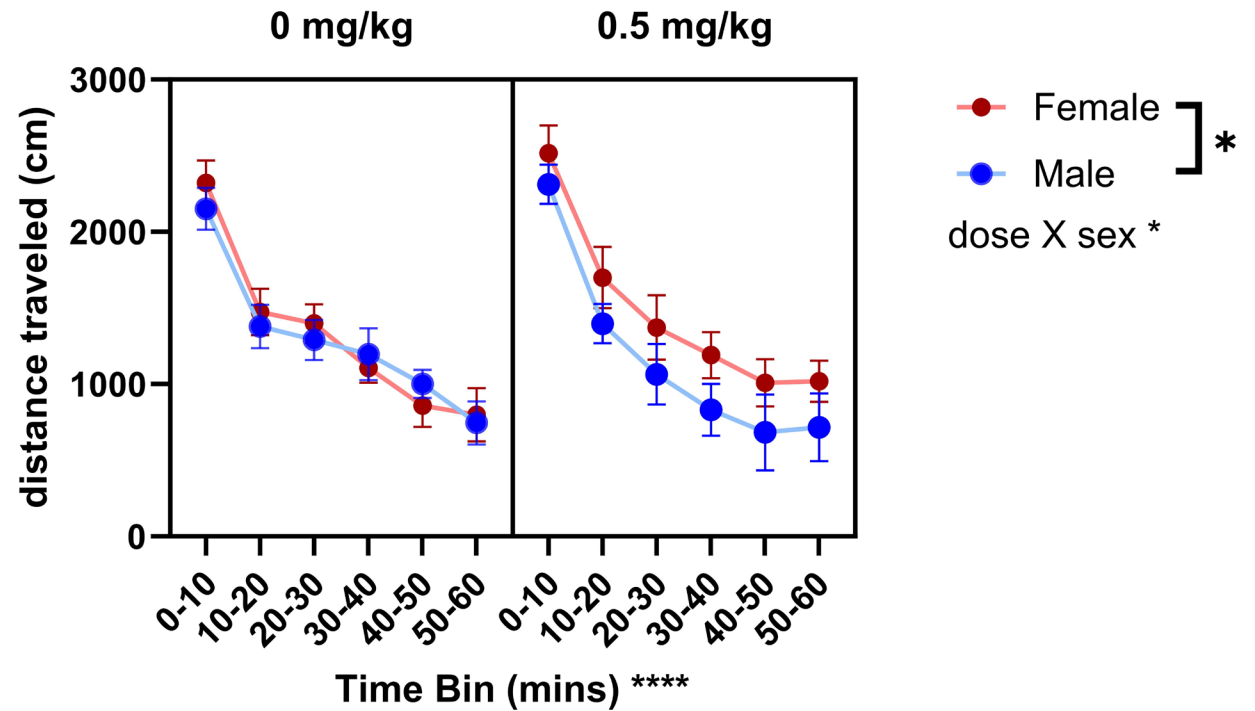 0 mg/kg
0.5 mg/kg
distance traveled (cm)
3000
2000
1000
0
0-10
10-20
20-30
30-40
40-50
50-60
0-10
10-20
20-30
30-40
40-50
50-60
Time Bin (mins) ****
Female
Male
*
dose X sex *